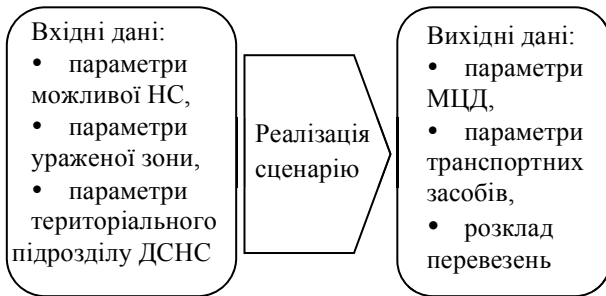 Вхідні дані:
• параметри
можливої НС,
• параметри
ураженої зони,
• параметри
територіального
підрозділу ДСНС
Реалізація
сценарію
Вихідні дані:
• параметри
МЦД,
• параметри
транспортних
засобів,
• розклад
перевезень